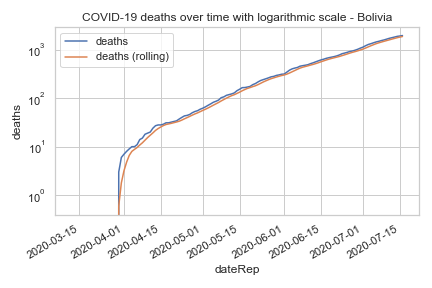 COVID-19 deaths over time with logarithmic scale - Bolivia
deaths
deaths (rolling)
10³
10²
10¹
10⁰
deaths
2020-03-15
2020-04-01
2020-04-15
2020-05-01
2020-05-15
2020-06-01
2020-06-15
2020-07-01
2020-07-15
dateRep